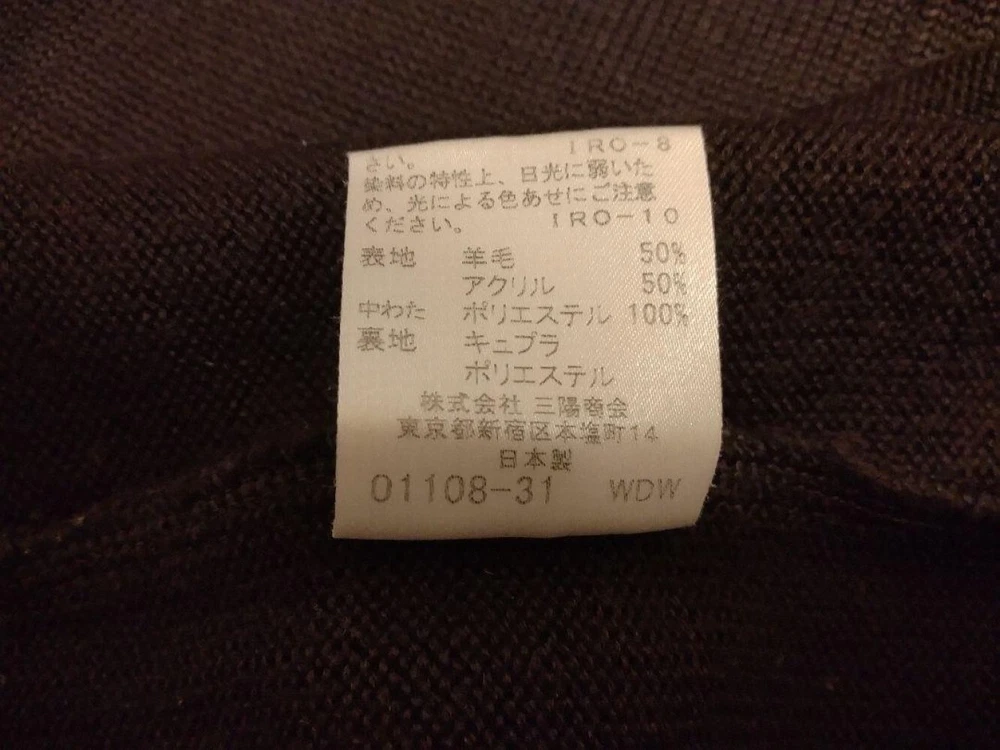 IRO-8
さい。
染料の特性上、日光に弱いた
め、光による色あせにご注意
ください。 IRO-10
表地 羊毛 50%
アクリル 50%
中わた ポリエステル 100%
裏地 キュプラ
ポリエステル
株式会社 三陽商会
東京都新宿区本塩町14
日本製
01108-31 WDW